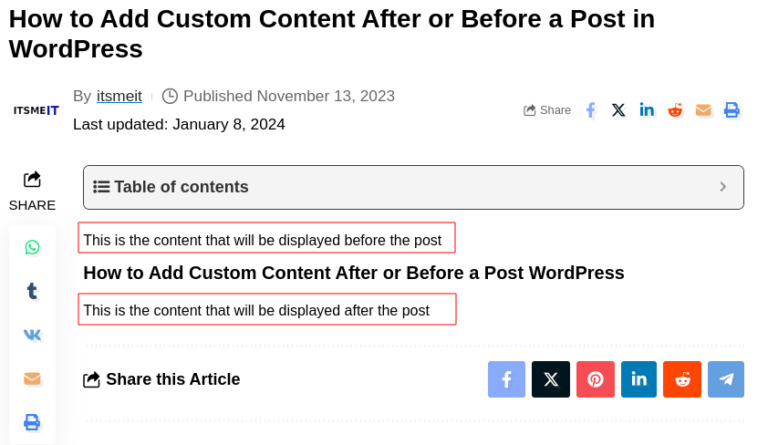 How to Add Custom Content After or Before a Post in
WordPress
ITSMEIT
By itsmeit
Published November 13, 2023
Last updated: January 8, 2024
Share
SHARE
Table of contents
This is the content that will be displayed before the post
How to Add Custom Content After or Before a Post WordPress
This is the content that will be displayed after the post
Share this Article